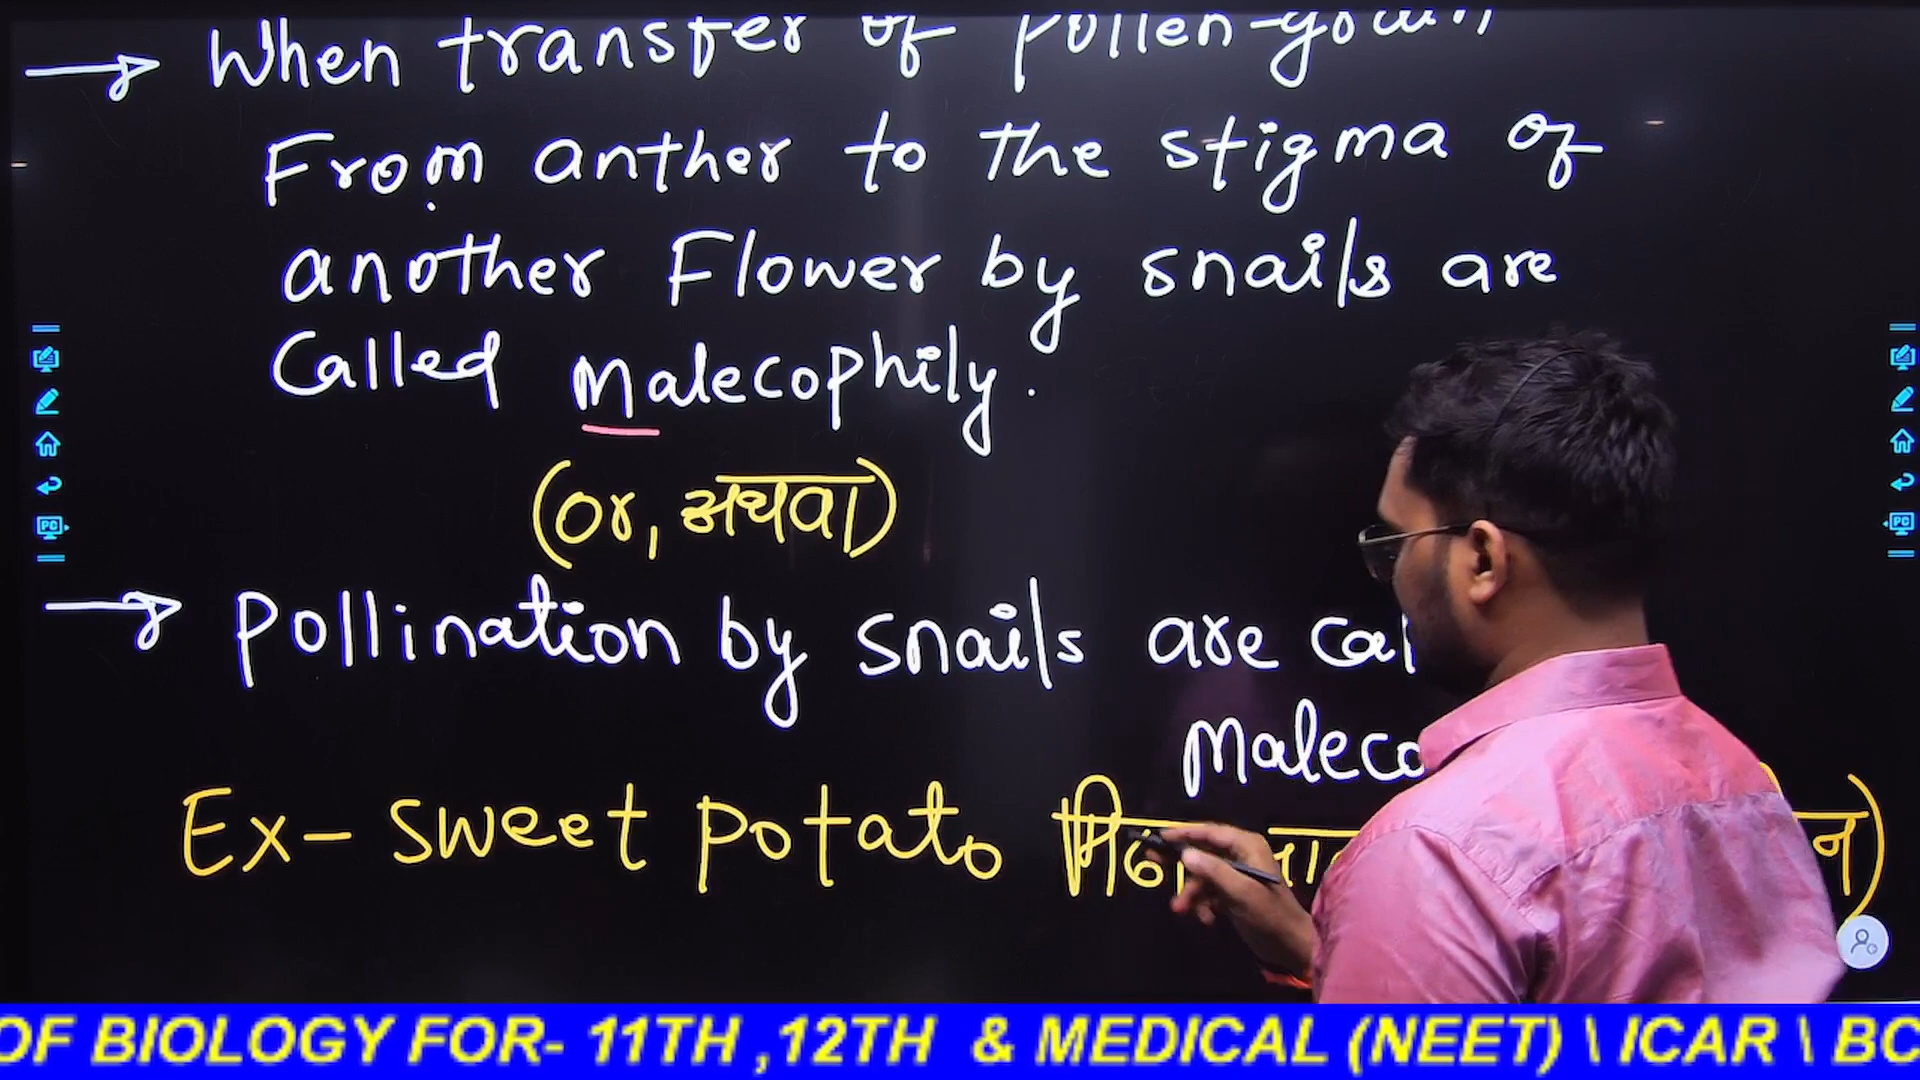 When transfer of pollen-grain
From anther to the stigma of
another Flower by snails are
Called Malecophily.
(or, अथवा)
Pollination by snails are cal
Maleco
Ex- sweet potato
OF BIOLOGY FOR- 11TH ,12TH & MEDICAL (NEET) \ ICAR \ BC